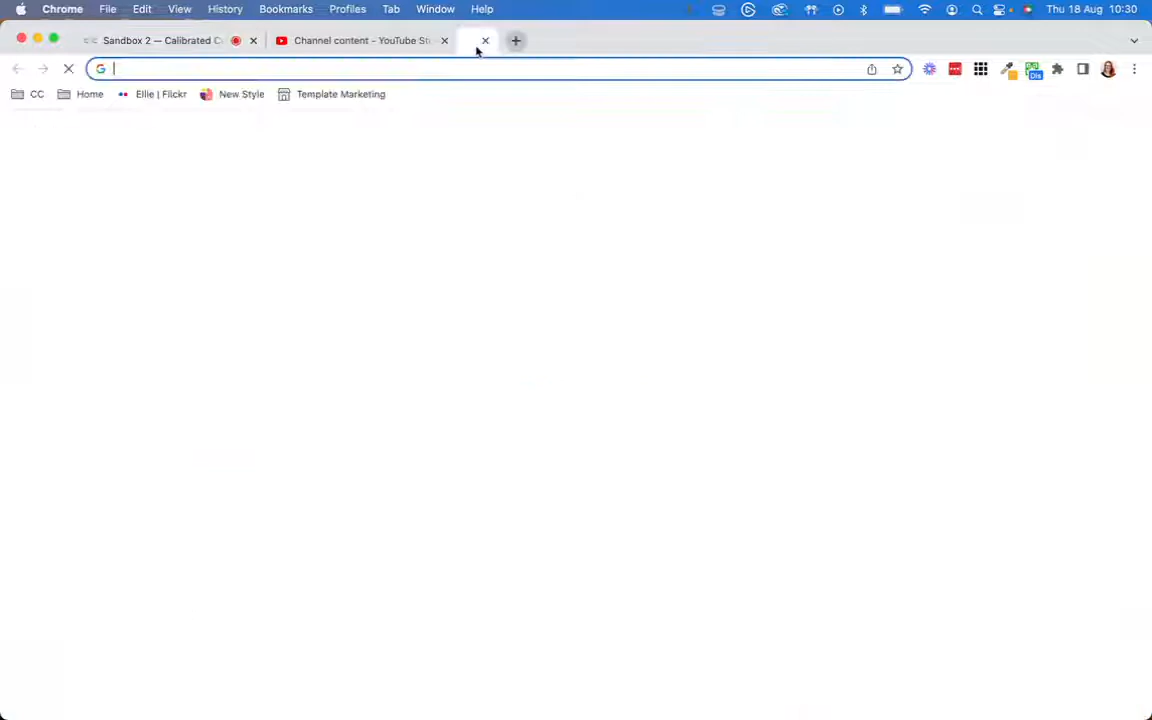 Chrome File Edit View History Bookmarks Profiles Tab Window Help Thu 18 Aug 10:30
Sandbox 2 — Calibrated C Channel content – YouTube St
G
CC Home Ellie | Flickr New Style Template Marketing
Dis